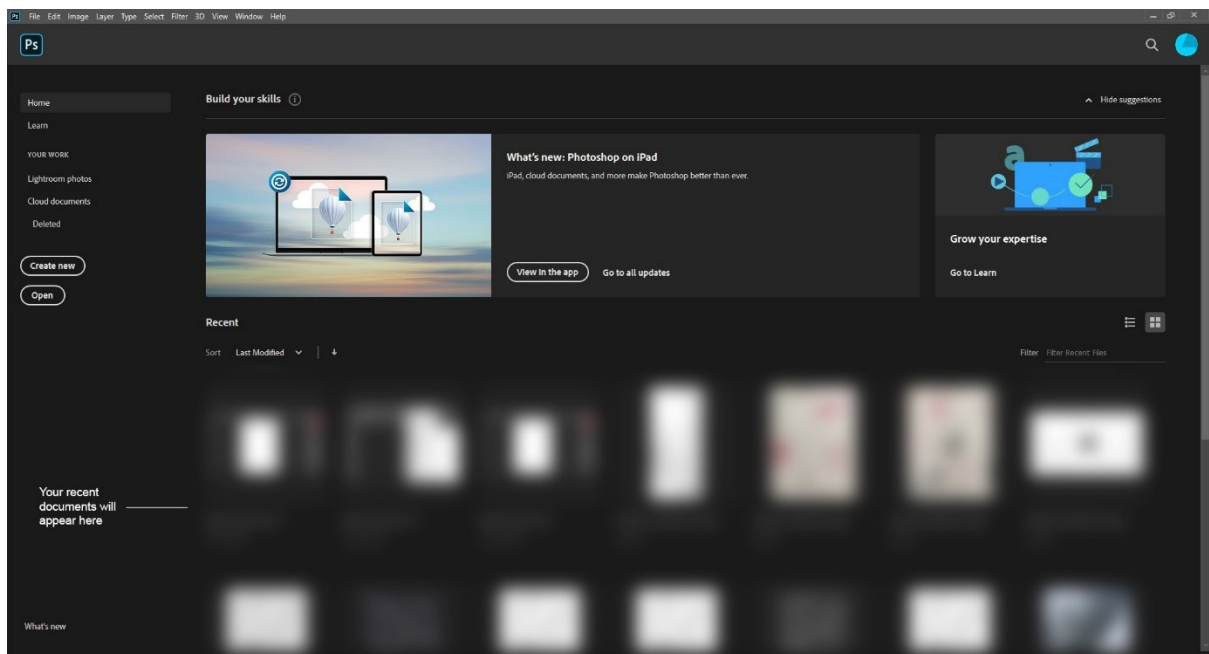 Ps File Edit Image Layer Type Select Filter 3D View Window Help
Ps
Home
Learn
YOUR WORK
Lightroom photos
Cloud documents
Deleted
Create new
Open
Build your skills
Hide suggestions
What's new: Photoshop on iPad
iPad, cloud documents, and more make Photoshop better than ever.
View in the app Go to all updates
a
Grow your expertise
Go to Learn
Recent
Sort Last Modified
Filter Filter Recent Files
Your recent
documents will
appear here
What's new